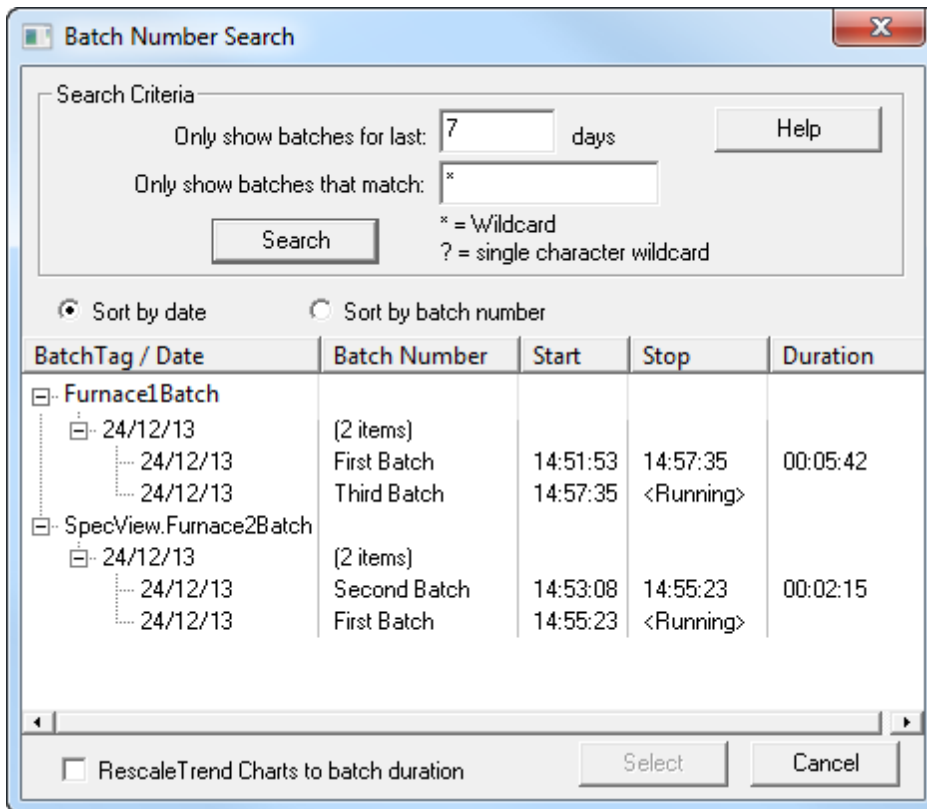 Batch Number Search
Search Criteria
Only show batches for last: 7 days
Help
Only show batches that match: *
Search
* = Wildcard
? = single character wildcard
Sort by date Sort by batch number
BatchTag / Date Batch Number Start Stop Duration
Furnace1Batch
24/12/13 (2 items)
24/12/13 First Batch 14:51:53 14:57:35 00:05:42
24/12/13 Third Batch 14:57:35 <Running>
SpecView.Furnace2Batch
24/12/13 (2 items)
24/12/13 Second Batch 14:53:08 14:55:23 00:02:15
24/12/13 First Batch 14:55:23 <Running>
RescaleTrend Charts to batch duration
Select Cancel